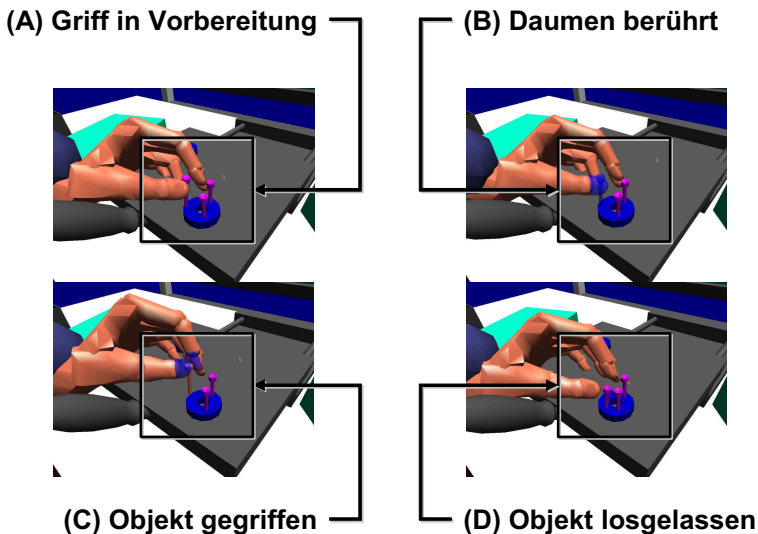 (A) Griff in Vorbereitung
(B) Daumen berührt
(C) Objekt gegriffen
(D) Objekt losgelassen